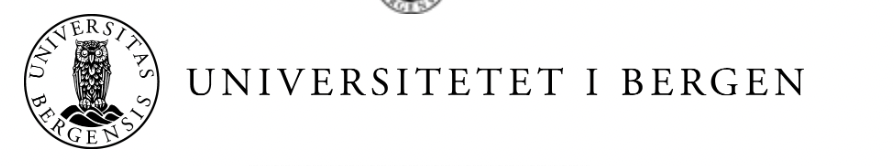 UNIVERSITAS BERGENSIS
UNIVERSITETET I BERGEN